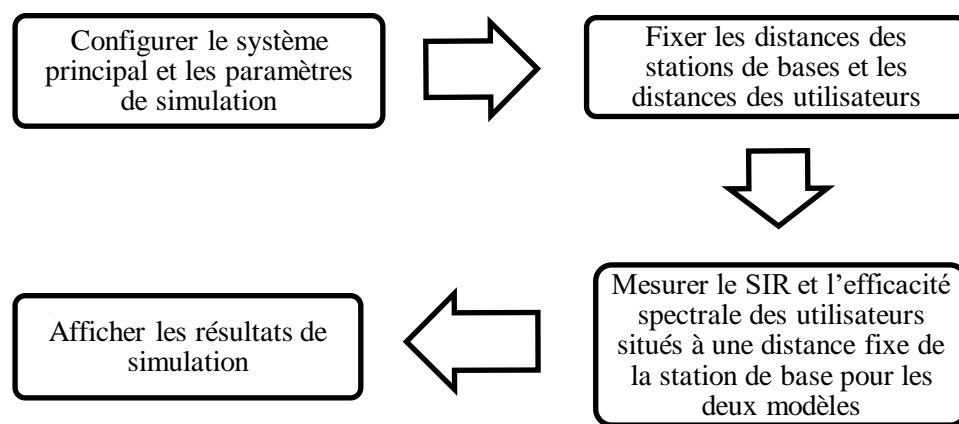 Configurer le système
principal et les paramètres
de simulation
Fixer les distances des
stations de bases et les
distances des utilisateurs
Mesurer le SIR et l’efficacité
spectrale des utilisateurs
situés à une distance fixe de
la station de base pour les
deux modèles
Afficher les résultats de
simulation